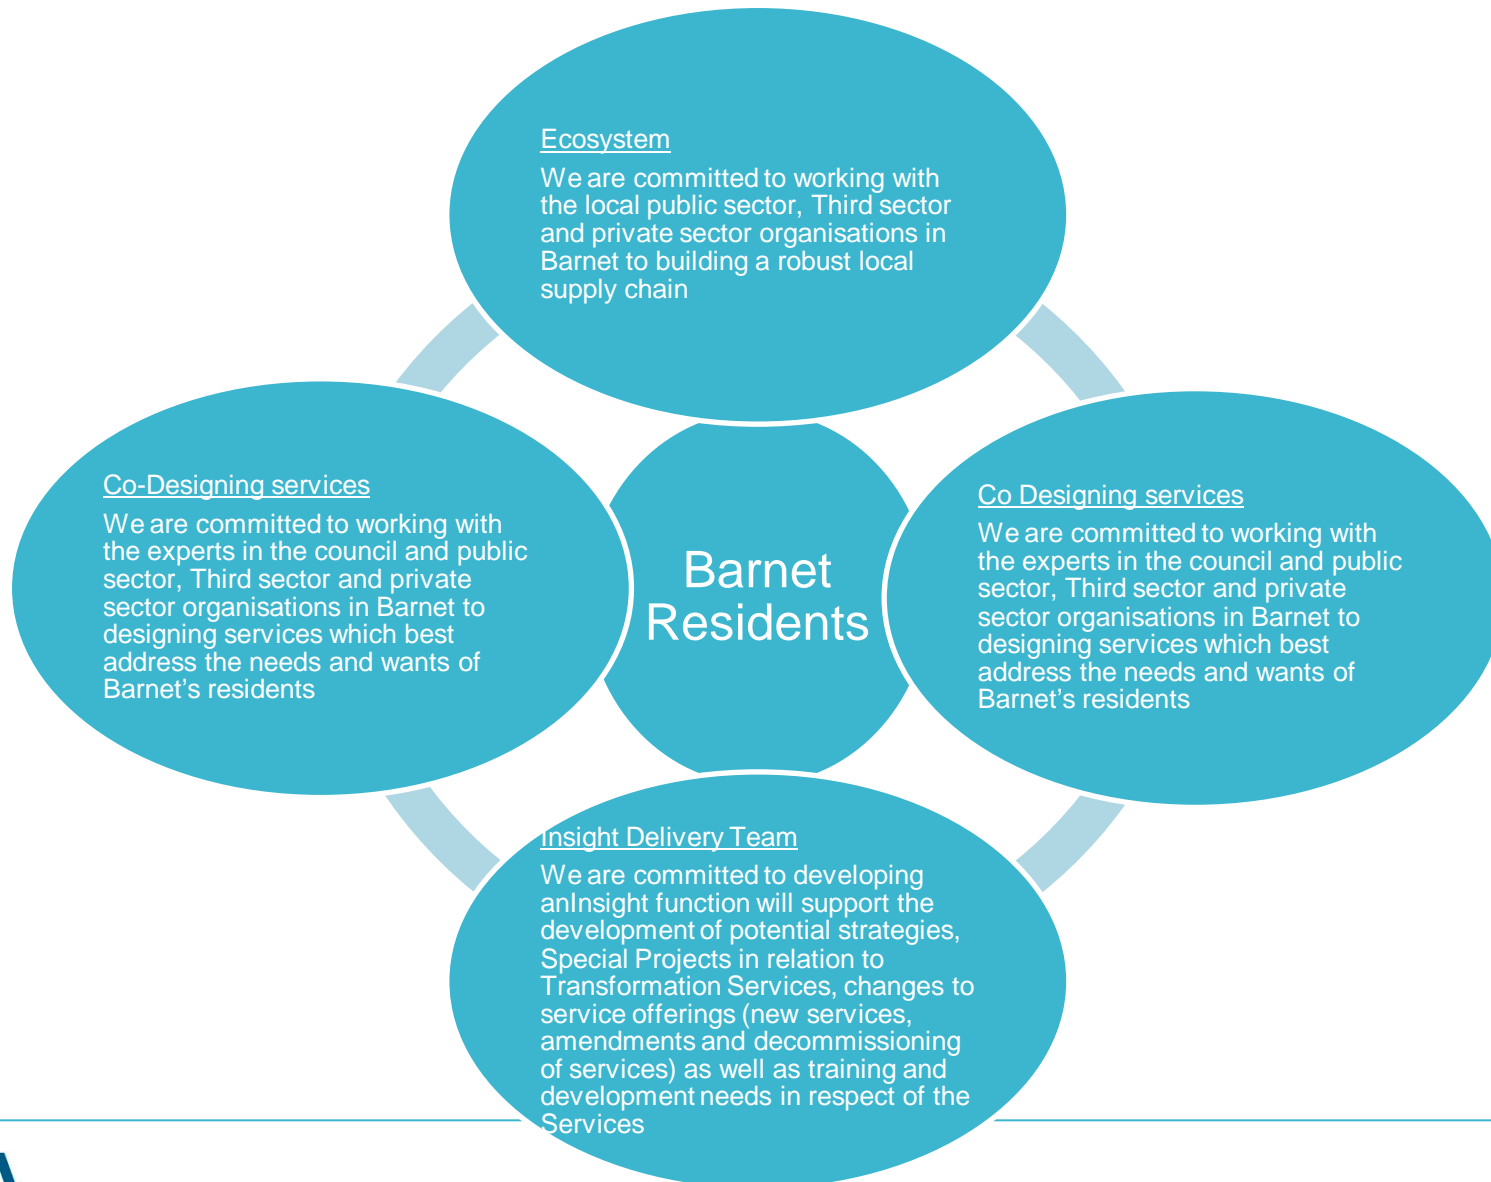 Ecosystem
We are committed to working with
the local public sector, Third sector
and private sector organisations in
Barnet to building a robust local
supply chain
Co-Designing services
We are committed to working with
the experts in the council and public
sector, Third sector and private
sector organisations in Barnet to
designing services which best
address the needs and wants of
Barnet's residents
Barnet
Residents
Co Designing services
We are committed to working with
the experts in the council and public
sector, Third sector and private
sector organisations in Barnet to
designing services which best
address the needs and wants of
Barnet's residents
Insight Delivery Team
We are committed to developing
anInsight function will support the
development of potential strategies,
Special Projects in relation to
Transformation Services, changes to
service offerings (new services,
amendments and decommissioning
of services) as well as training and
development needs in respect of the
Services